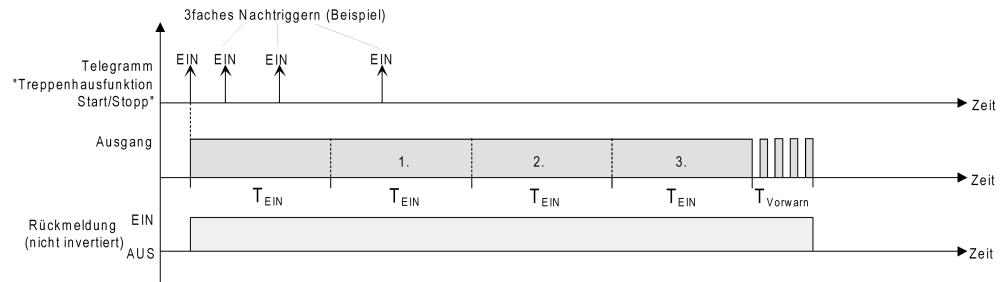 3faches Nachtriggern (Beispiel)
EIN EIN EIN EIN
Telegramm
"Treppenhausfunktion
Start/Stopp"
Zeit
Ausgang
1. 2. 3.
Zeit
TEIN TEIN TEIN TEIN TVorwarn
Rückmeldung
(nicht invertiert)
EIN
AUS
Zeit